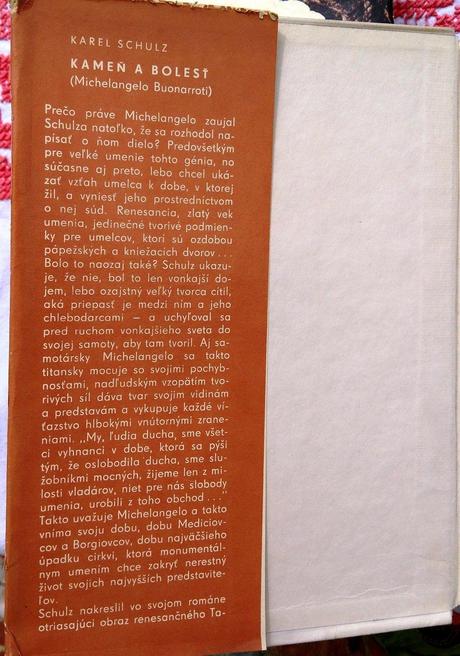 KAREL SCHULZ
KAMEŇ A BOLESŤ
(Michelangelo Buonarroti)
Prečo práve Michelangelo zaujal
Schulza natoľko, že sa rozhodol na-
písať o ňom dielo? Predovšetkým
pre veľké umenie tohto génia, no
súčasne aj preto, lebo chcel uká-
zať vzťah umelca k dobe, v ktorej
žil, a vyniesť jeho prostredníctvom
o nej súd. Renesancia, zlatý vek
umenia, jedinečné tvorivé podmien-
ky pre umelcov, ktorí sú ozdobou
pápežských a kniežacích dvorov...
Bolo to naozaj také? Schulz ukazu-
je, že nie, bol to len vonkajší do-
jem, lebo ozajstný veľký tvorca cítil,
aká priepasť je medzi ním a jeho
chlebodarcami – a uchyľoval sa
pred ruchom vonkajšieho sveta do
svojej samoty, aby tam tvoril. Aj sa-
motársky Michelangelo sa takto
titansky mocuje so svojimi pochyb-
nosťami, nadľudským vzopätím tvo-
rivých síl dáva tvar svojim vidinám
a predstavám a vykupuje každé ví-
ťazstvo hlbokými vnútornými zrane-
niami. „My, ľudia ducha, sme všet-
ci vyhnanci v dobe, ktorá sa pýši
tým, že oslobodila ducha, sme slu-
žobníkmi mocných, žijeme len z mi-
losti vladárov, niet pre nás slobody
umenia, urobili z toho obchod...“
Takto uvažuje Michelangelo a takto
vníma svoju dobu, dobu Mediciov-
cov a Borgiovcov, dobu najväčšieho
úpadku cirkvi, ktorá monumentál-
nym umením chce zakryť nerestný
život svojich najvyšších predstavite-
ľov.
Schulz nakreslil vo svojom románe
otriasajúci obraz renesančného Ta-